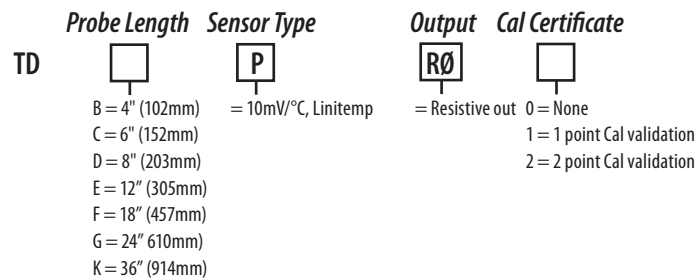 Probe Length Sensor Type Output Cal Certificate
TD P RØ
B = 4" (102mm) = 10mV/°C, Linitemp = Resistive out 0 = None
C = 6" (152mm) 1 = 1 point Cal validation
D = 8" (203mm) 2 = 2 point Cal validation
E = 12” (305mm)
F = 18” (457mm)
G = 24” 610mm)
K = 36” (914mm)